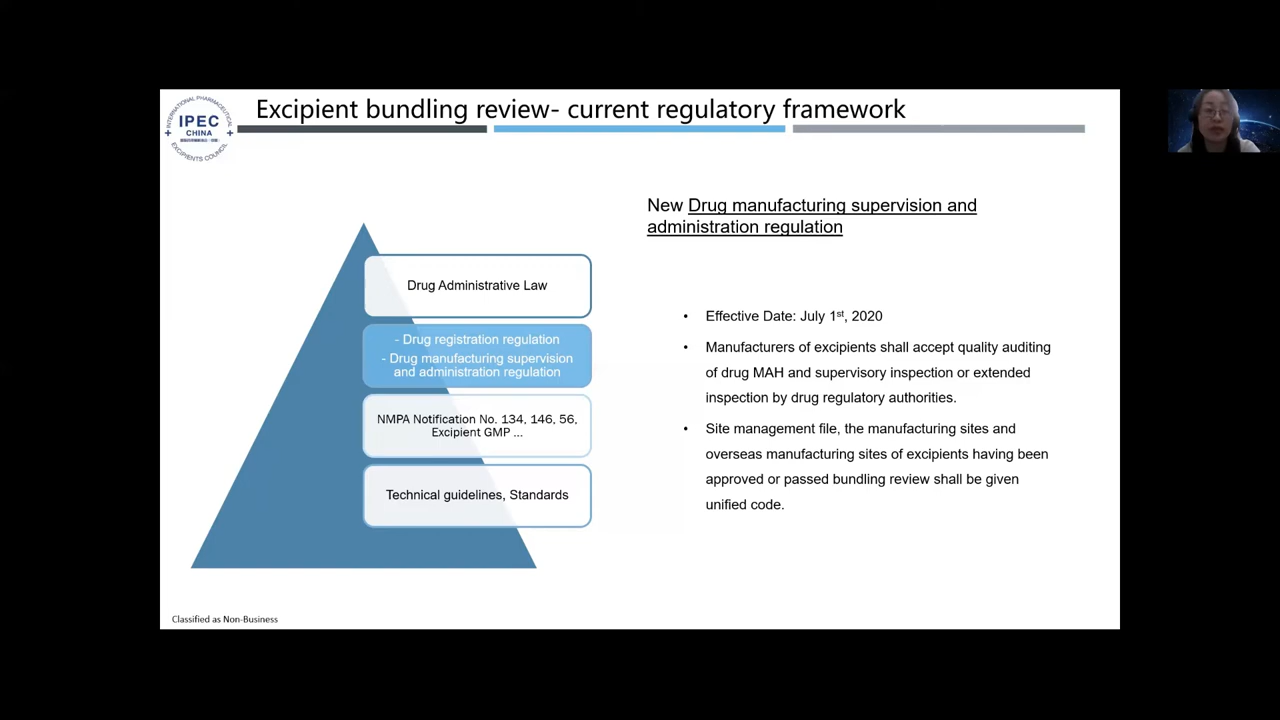 Excipient bundling review- current regulatory framework
INTERNATIONAL PHARMACEUTICAL
IPEC
CHINA
EXCIPIENTS COUNCIL
New Drug manufacturing supervision and
administration regulation
Drug Administrative Law
- Drug registration regulation
- Drug manufacturing supervision
and administration regulation
NMPA Notification No. 134, 146, 56,
Excipient GMP ...
Technical guidelines, Standards
• Effective Date: July 1st, 2020
• Manufacturers of excipients shall accept quality auditing
of drug MAH and supervisory inspection or extended
inspection by drug regulatory authorities.
• Site management file, the manufacturing sites and
overseas manufacturing sites of excipients having been
approved or passed bundling review shall be given
unified code.
Classified as Non-Business